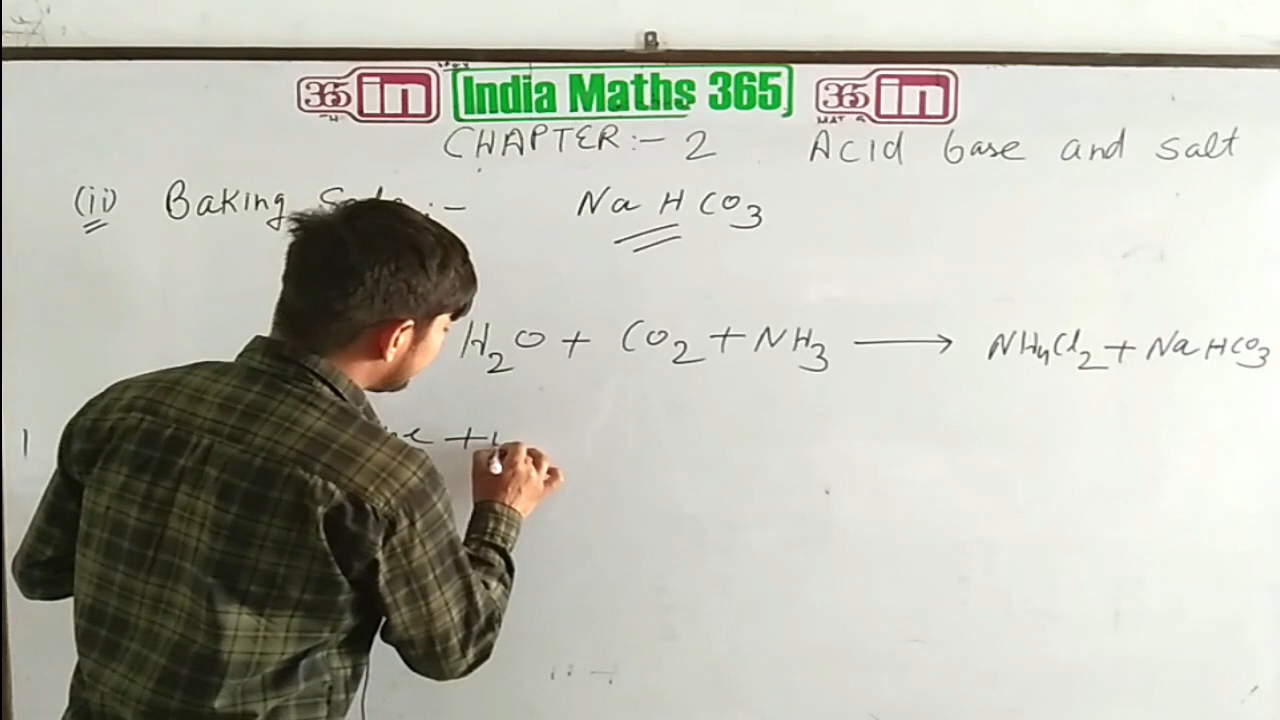 365 in India Maths 365 365 in
CHAPTER:- 2 Acid base and salt
(ii) Baking :- NaHCO3
H2O + CO2 + NH3 → NH4Cl2 + NaHCO3
+